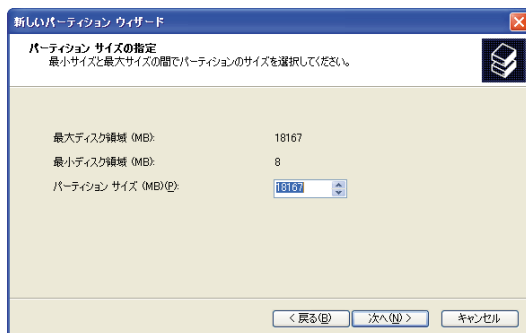 新しいパーティション ウィザード
パーティション サイズの指定
最小サイズと最大サイズの間でパーティションのサイズを選択してください。
最大ディスク領域 (MB): 18167
最小ディスク領域 (MB): 8
パーティション サイズ (MB)(P): 18167
< 戻る(B) 次へ(N) > キャンセル